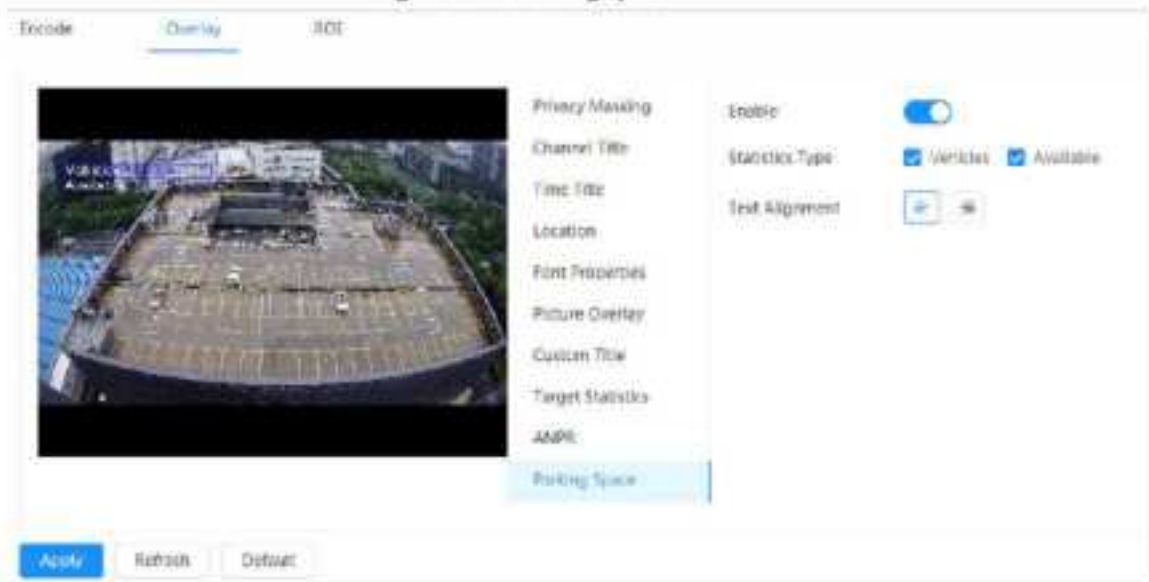 Encode Overlay ROI
Privacy Masking
Channel Title
Time Title
Location
Font Properties
Picture Overlay
Custom Title
Target Statistics
ANPR
Parking Space
Enable
Statistics Type Vehicles Available
Text Alignment
Apply Refresh Default